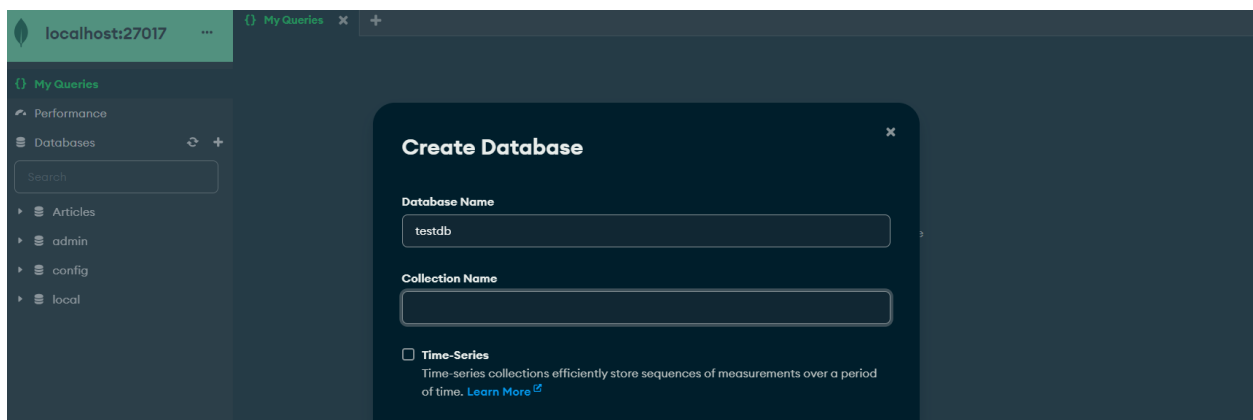 localhost:27017 ...
{} My Queries
{} My Queries
Performance
Databases
Search
Articles
admin
config
local
Create Database
Database Name
testdb
Collection Name
Time-Series
Time-series collections efficiently store sequences of measurements over a period
of time. Learn More